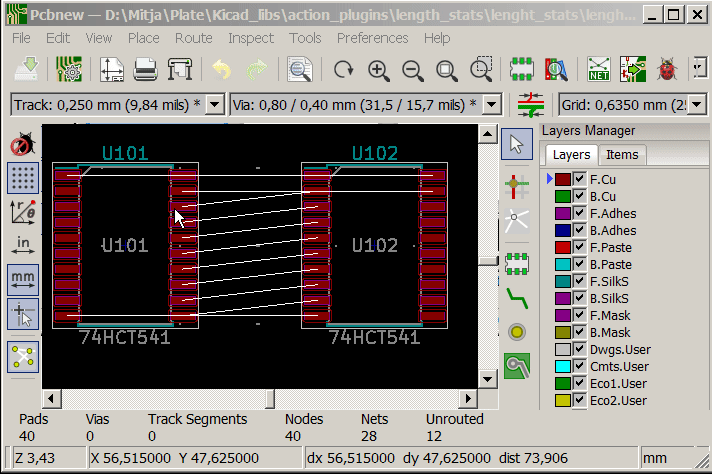 Pcbnew — D:\Mitja\Plate\Kicad_libs\action_plugins\length_stats\lenght_stats\lengh...
File Edit View Place Route Inspect Tools Preferences Help
NET
Track: 0,250 mm (9,84 mils) * Via: 0,80 / 0,40 mm (31,5 / 15,7 mils) * Grid: 0,6350 mm (25
Layers Manager
Layers Items
r θ
in
mm
U101 U102
U101 U102
74HCT541 74HCT541
F.Cu
B.Cu
F.Adhes
B.Adhes
F.Paste
B.Paste
F.SilkS
B.SilkS
F.Mask
B.Mask
Dwgs.User
Cmts.User
Eco1.User
Eco2.User
Pads Vias Track Segments Nodes Nets Unrouted
40 0 0 40 28 12
Z 3,43 X 56,515000 Y 47,625000 dx 56,515000 dy 47,625000 dist 73,906 mm